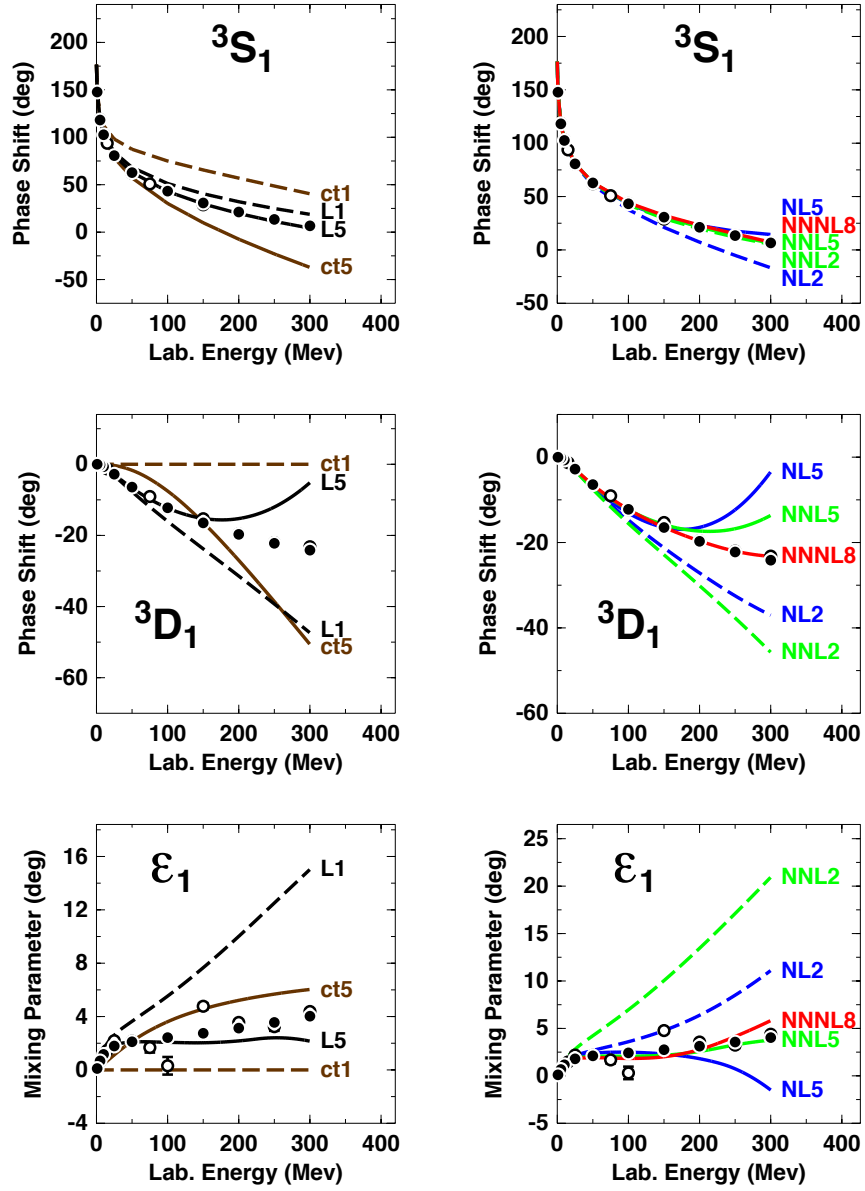 ³S₁
Phase Shift (deg)
200
150
100
50
0
-50
ct1
L1
L5
ct5
0 100 200 300 400
Lab. Energy (Mev)
³S₁
Phase Shift (deg)
200
150
100
50
0
-50
NL5
NNNL8
NNL5
NNL2
NL2
0 100 200 300 400
Lab. Energy (Mev)
³D₁
Phase Shift (deg)
0
-20
-40
-60
ct1
L5
L1
ct5
0 100 200 300 400
Lab. Energy (Mev)
³D₁
Phase Shift (deg)
0
-20
-40
-60
NL5
NNL5
NNNL8
NL2
NNL2
0 100 200 300 400
Lab. Energy (Mev)
ε₁
Mixing Parameter (deg)
16
12
8
4
0
-4
L1
ct5
L5
ct1
0 100 200 300 400
Lab. Energy (Mev)
ε₁
Mixing Parameter (deg)
25
20
15
10
5
0
-5
NNL2
NL2
NNNL8
NNL5
NL5
0 100 200 300 400
Lab. Energy (Mev)